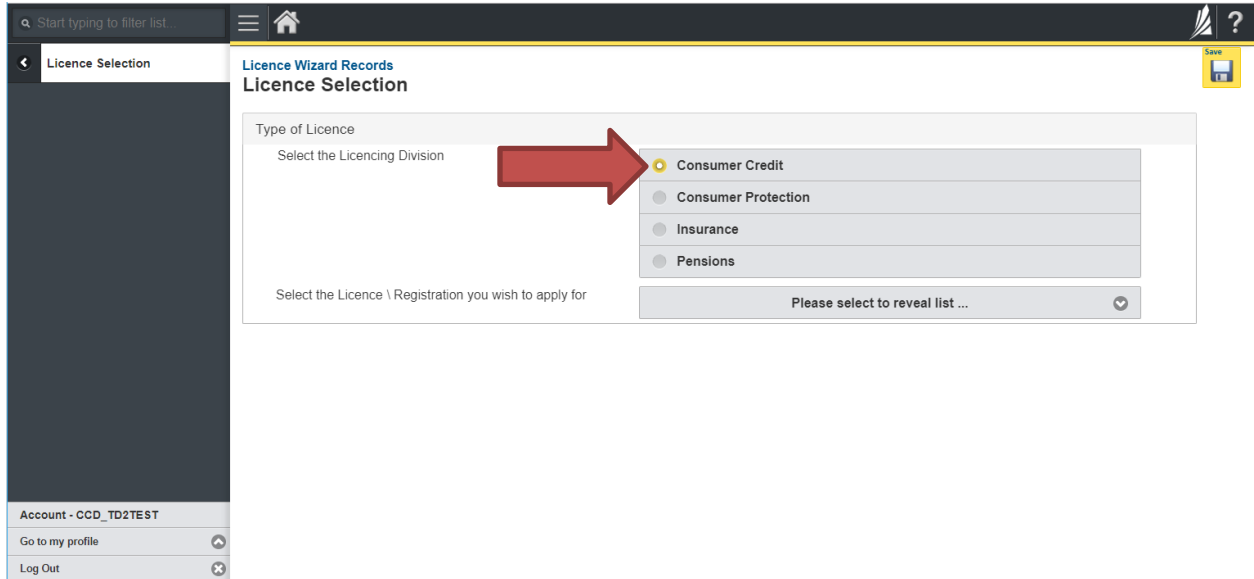 Start typing to filter list...
?
Licence Selection
Save
Licence Wizard Records
Licence Selection
Type of Licence
Select the Licencing Division
Consumer Credit
Consumer Protection
Insurance
Pensions
Select the Licence \ Registration you wish to apply for
Please select to reveal list ...
Account - CCD_TD2TEST
Go to my profile
Log Out